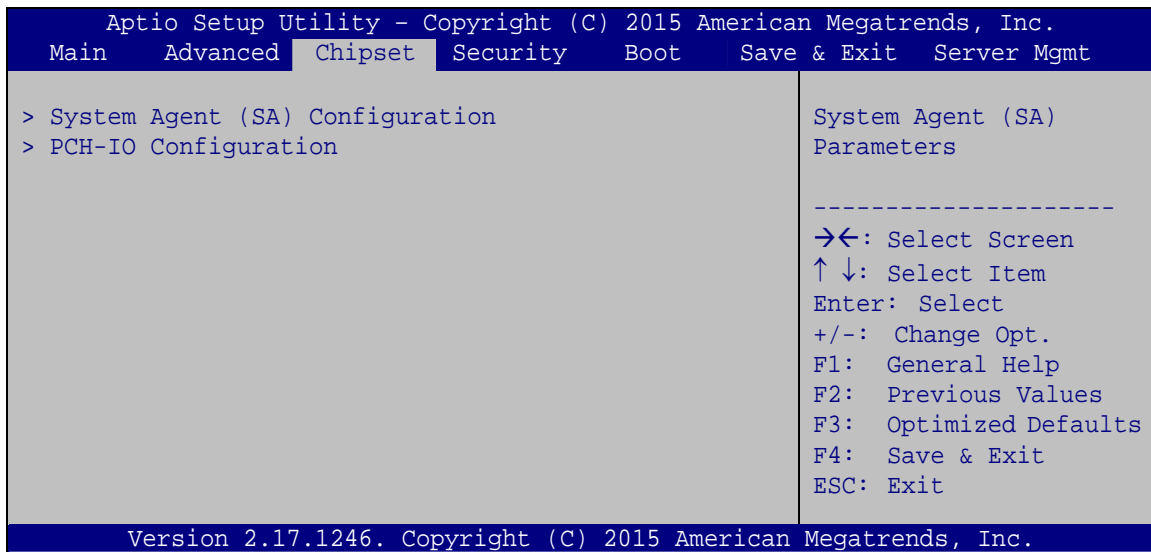 Aptio Setup Utility – Copyright (C) 2015 American Megatrends, Inc.
Main Advanced Chipset Security Boot Save & Exit Server Mgmt
> System Agent (SA) Configuration
> PCH-IO Configuration
System Agent (SA)
Parameters
---------------------
→←: Select Screen
↑ ↓: Select Item
Enter: Select
+/-: Change Opt.
F1: General Help
F2: Previous Values
F3: Optimized Defaults
F4: Save & Exit
ESC: Exit
Version 2.17.1246. Copyright (C) 2015 American Megatrends, Inc.